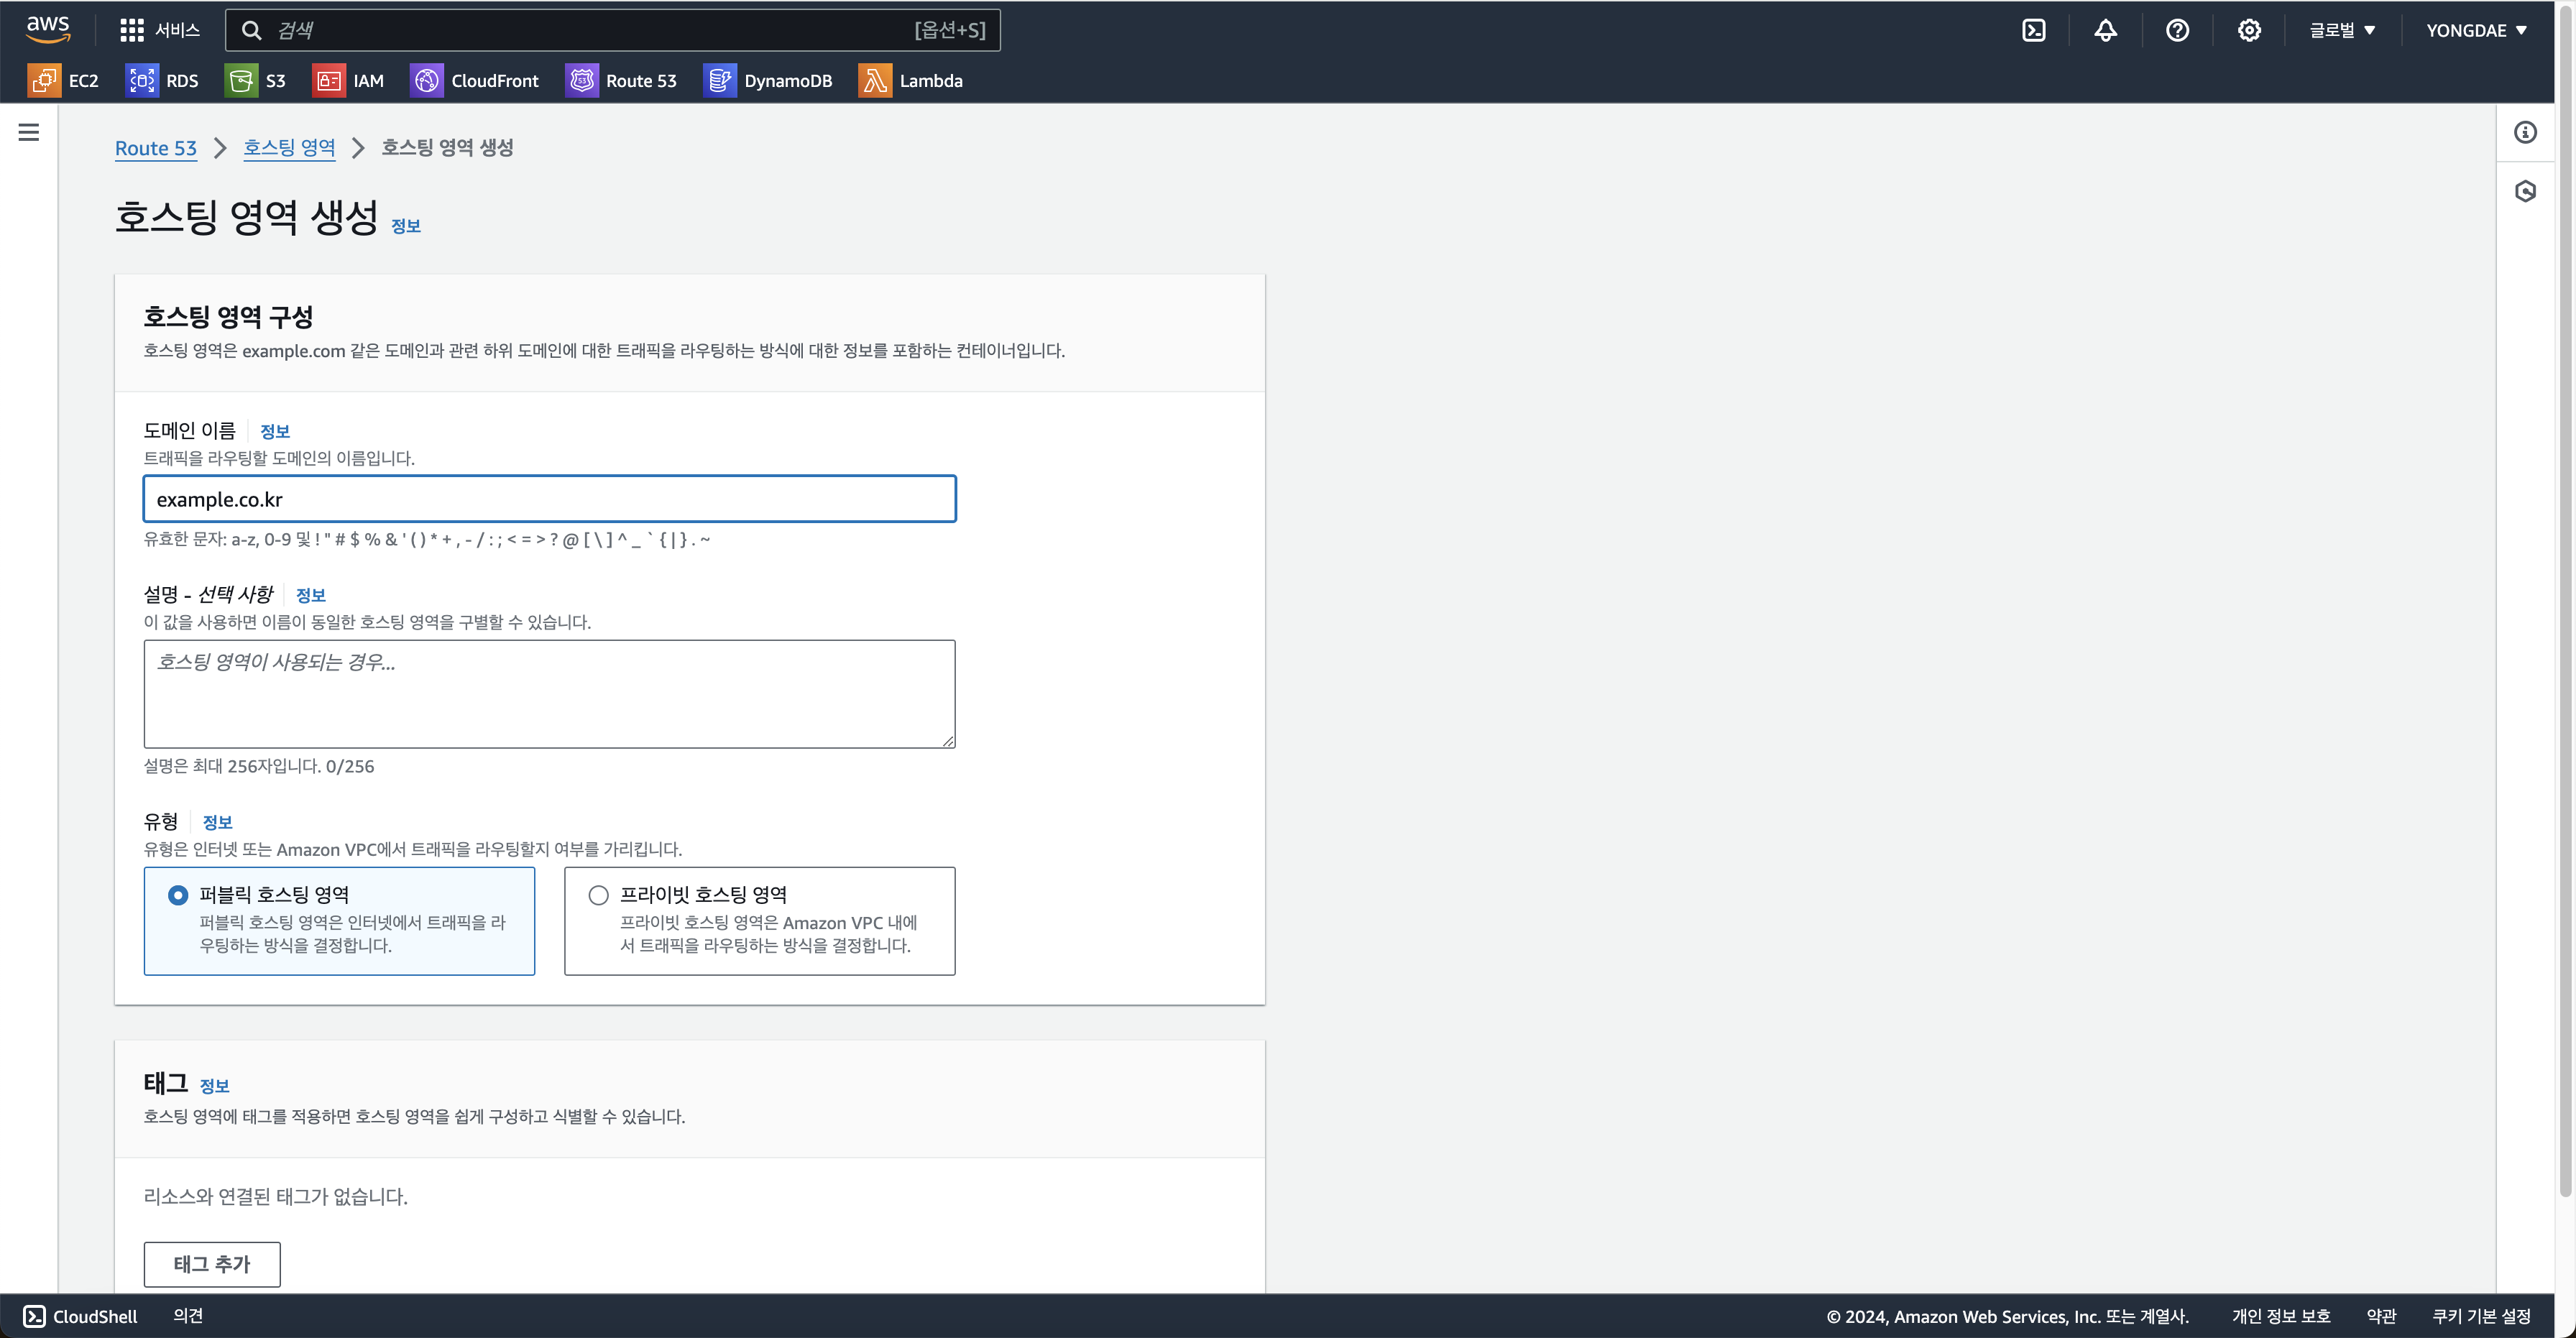 aws
서비스
검색
[옵션+S]
글로벌
YONGDAE
EC2
RDS
S3
IAM
CloudFront
Route 53
DynamoDB
Lambda
Route 53 > 호스팅 영역 > 호스팅 영역 생성
호스팅 영역 생성 정보
호스팅 영역 구성
호스팅 영역은 example.com 같은 도메인과 관련 하위 도메인에 대한 트래픽을 라우팅하는 방식에 대한 정보를 포함하는 컨테이너입니다.
도메인 이름 정보
트래픽을 라우팅할 도메인의 이름입니다.
example.co.kr
유효한 문자: a-z, 0-9 및 ! " # $ % & ' ( ) * + , - / : ; < = > ? @ [ \ ] ^ _ ` { | } . ~
설명 - 선택 사항 정보
이 값을 사용하면 이름이 동일한 호스팅 영역을 구별할 수 있습니다.
호스팅 영역이 사용되는 경우...
설명은 최대 256자입니다. 0/256
유형 정보
유형은 인터넷 또는 Amazon VPC에서 트래픽을 라우팅할지 여부를 가리킵니다.
퍼블릭 호스팅 영역
퍼블릭 호스팅 영역은 인터넷에서 트래픽을 라
우팅하는 방식을 결정합니다.
프라이빗 호스팅 영역
프라이빗 호스팅 영역은 Amazon VPC 내에
서 트래픽을 라우팅하는 방식을 결정합니다.
태그 정보
호스팅 영역에 태그를 적용하면 호스팅 영역을 쉽게 구성하고 식별할 수 있습니다.
리소스와 연결된 태그가 없습니다.
태그 추가
CloudShell
의견
© 2024, Amazon Web Services, Inc. 또는 계열사.
개인 정보 보호
약관
쿠키 기본 설정